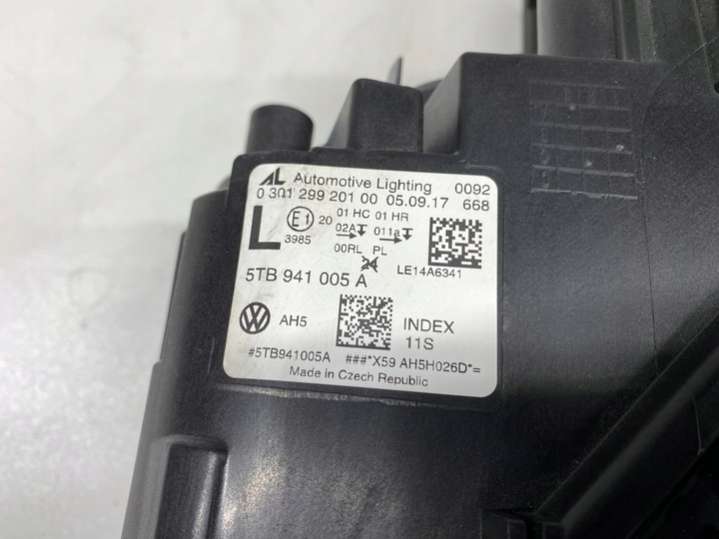 AL Automotive Lighting 0092
0 301 299 201 00 05.09.17 668
L E1 20 01 HC 01 HR
3985 02A 011a
00RL PL
24
LE14A6341
5TB 941 005 A
VW AH5 INDEX
11S
#5TB941005A ###*X59 AH5H026D*=
Made in Czech Republic